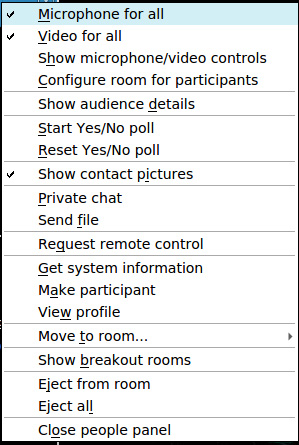 Microphone for all
Video for all
Show microphone/video controls
Configure room for participants
Show audience details
Start Yes/No poll
Reset Yes/No poll
Show contact pictures
Private chat
Send file
Request remote control
Get system information
Make participant
View profile
Move to room...
Show breakout rooms
Eject from room
Eject all
Close people panel